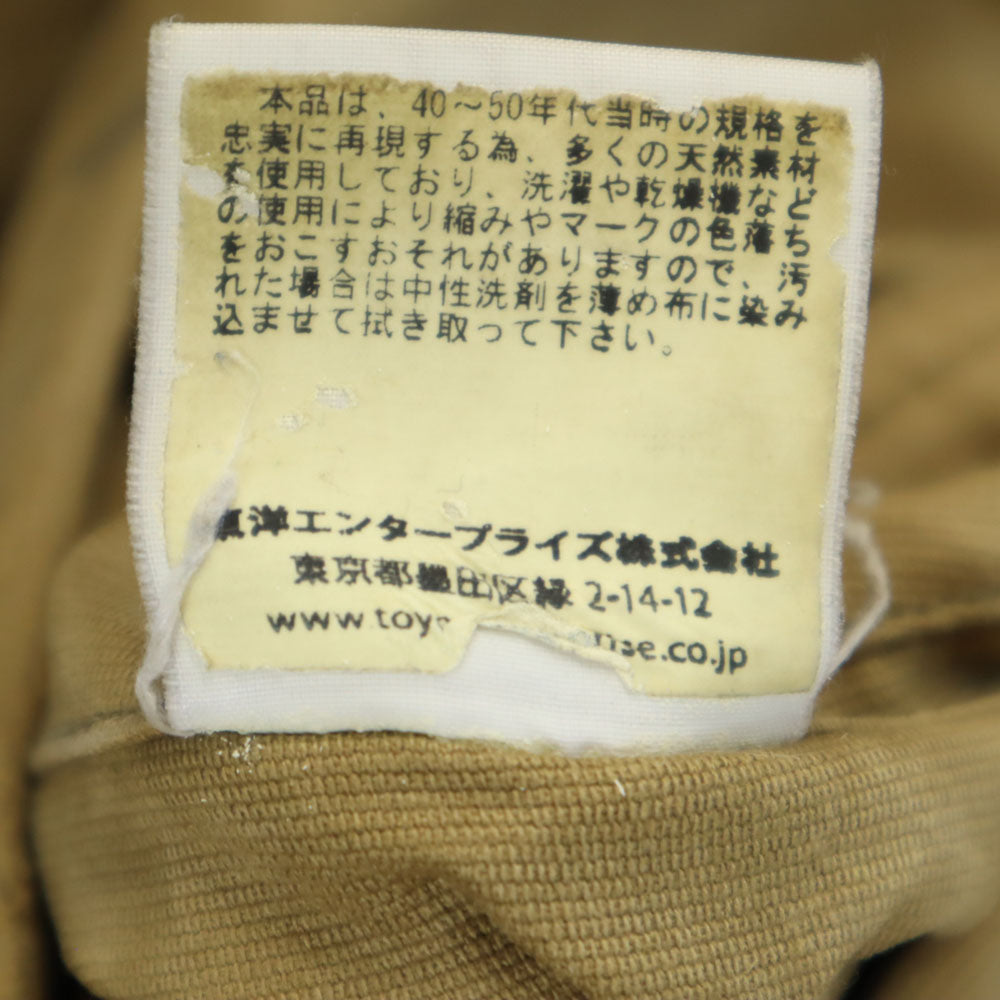 本品は、40〜50年代当時の規格を
忠実に再現する為、多くの天然素材
を使用しており、洗濯や乾燥機など
の使用により縮みやマークの色落ち
をおこすおそれがありますので、汚
れた場合は中性洗剤を薄め布に染み
込ませて拭き取って下さい。
東洋エンタープライズ株式会社
東京都墨田区緑 2-14-12